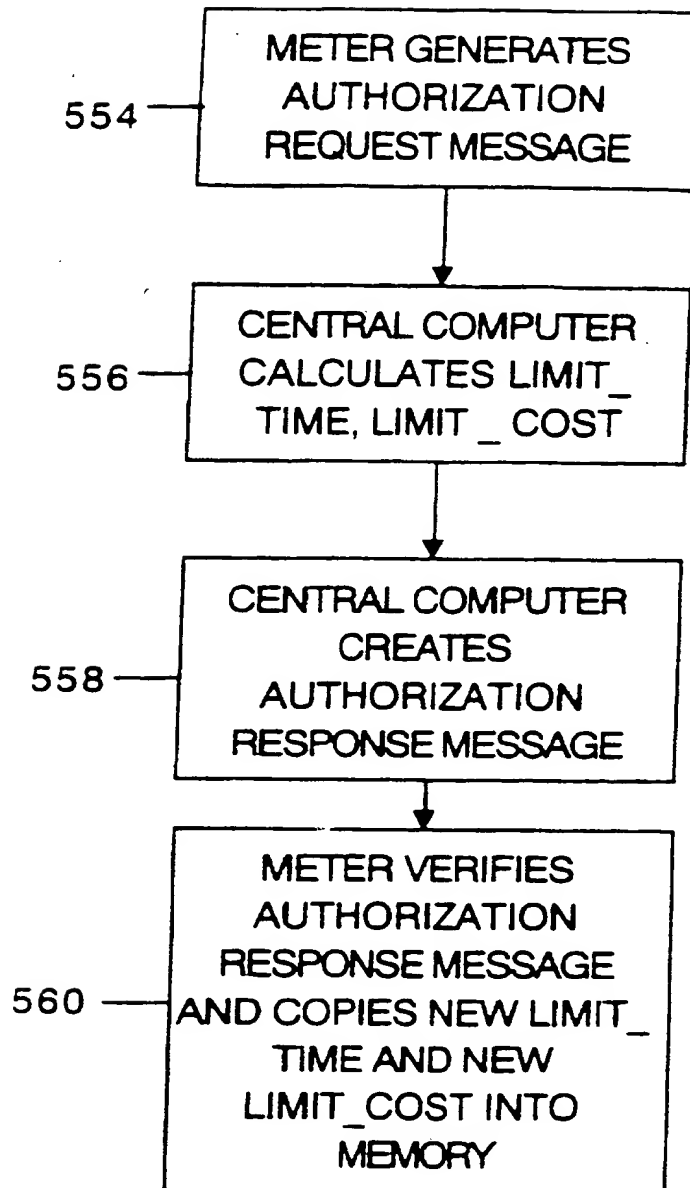 METER GENERATES
AUTHORIZATION
REQUEST MESSAGE
554
CENTRAL COMPUTER
CALCULATES LIMIT_
TIME, LIMIT _ COST
556
CENTRAL COMPUTER
CREATES
AUTHORIZATION
RESPONSE MESSAGE
558
METER VERIFIES
AUTHORIZATION
RESPONSE MESSAGE
AND COPIES NEW LIMIT_
TIME AND NEW
LIMIT_COST INTO
MEMORY
560